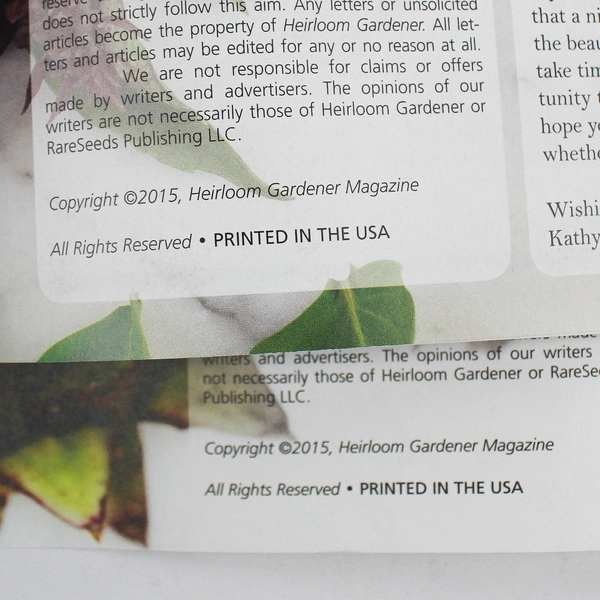 does not strictly follow this aim. Any letters or unsolicited
articles become the property of Heirloom Gardener. All let-
ters and articles may be edited for any or no reason at all.
We are not responsible for claims or offers
made by writers and advertisers. The opinions of our
writers are not necessarily those of Heirloom Gardener or
RareSeeds Publishing LLC.
Copyright ©2015, Heirloom Gardener Magazine
All Rights Reserved • PRINTED IN THE USA
that a ni
the beau
take tim
tunity t
hope yo
whethe
Wishi
Kathy
writers and advertisers. The opinions of our writers
not necessarily those of Heirloom Gardener or RareSe
Publishing LLC.
Copyright ©2015, Heirloom Gardener Magazine
All Rights Reserved • PRINTED IN THE USA